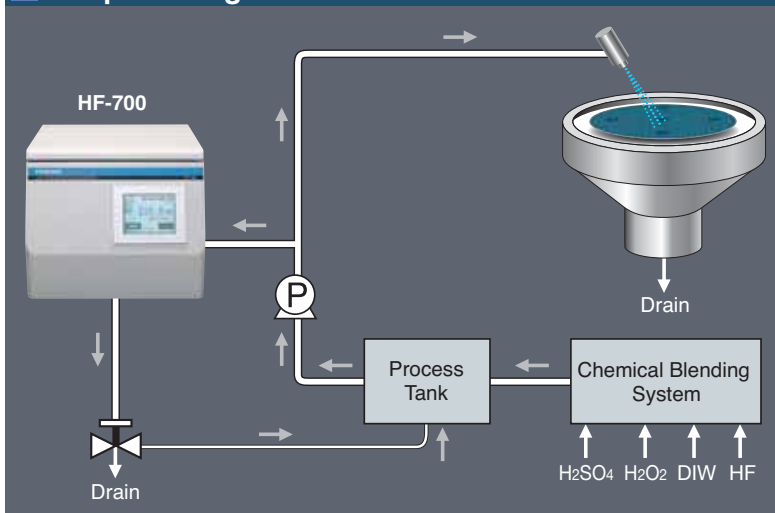 HF-700
P
Drain
Process
Tank
Chemical Blending
System
H2SO4 H2O2 DIW HF
Drain